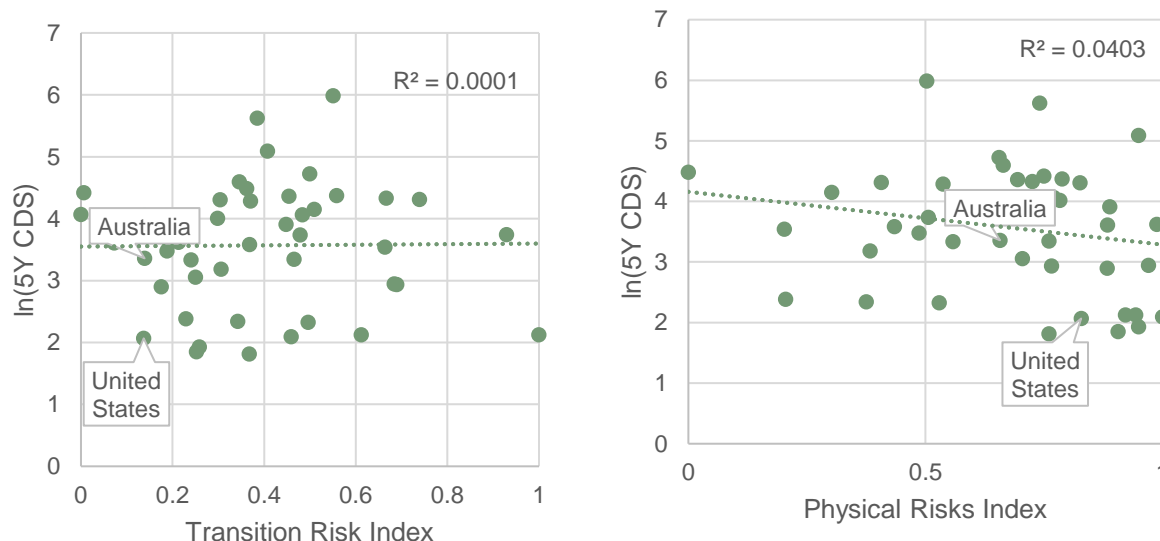 7
6
5
4
3
2
1
0
ln(5Y CDS)
R² = 0.0001
Australia
United
States
0 0.2 0.4 0.6 0.8 1
Transition Risk Index
7
6
5
4
3
2
1
0
ln(5Y CDS)
R² = 0.0403
Australia
United
States
0 0.5 1
Physical Risks Index